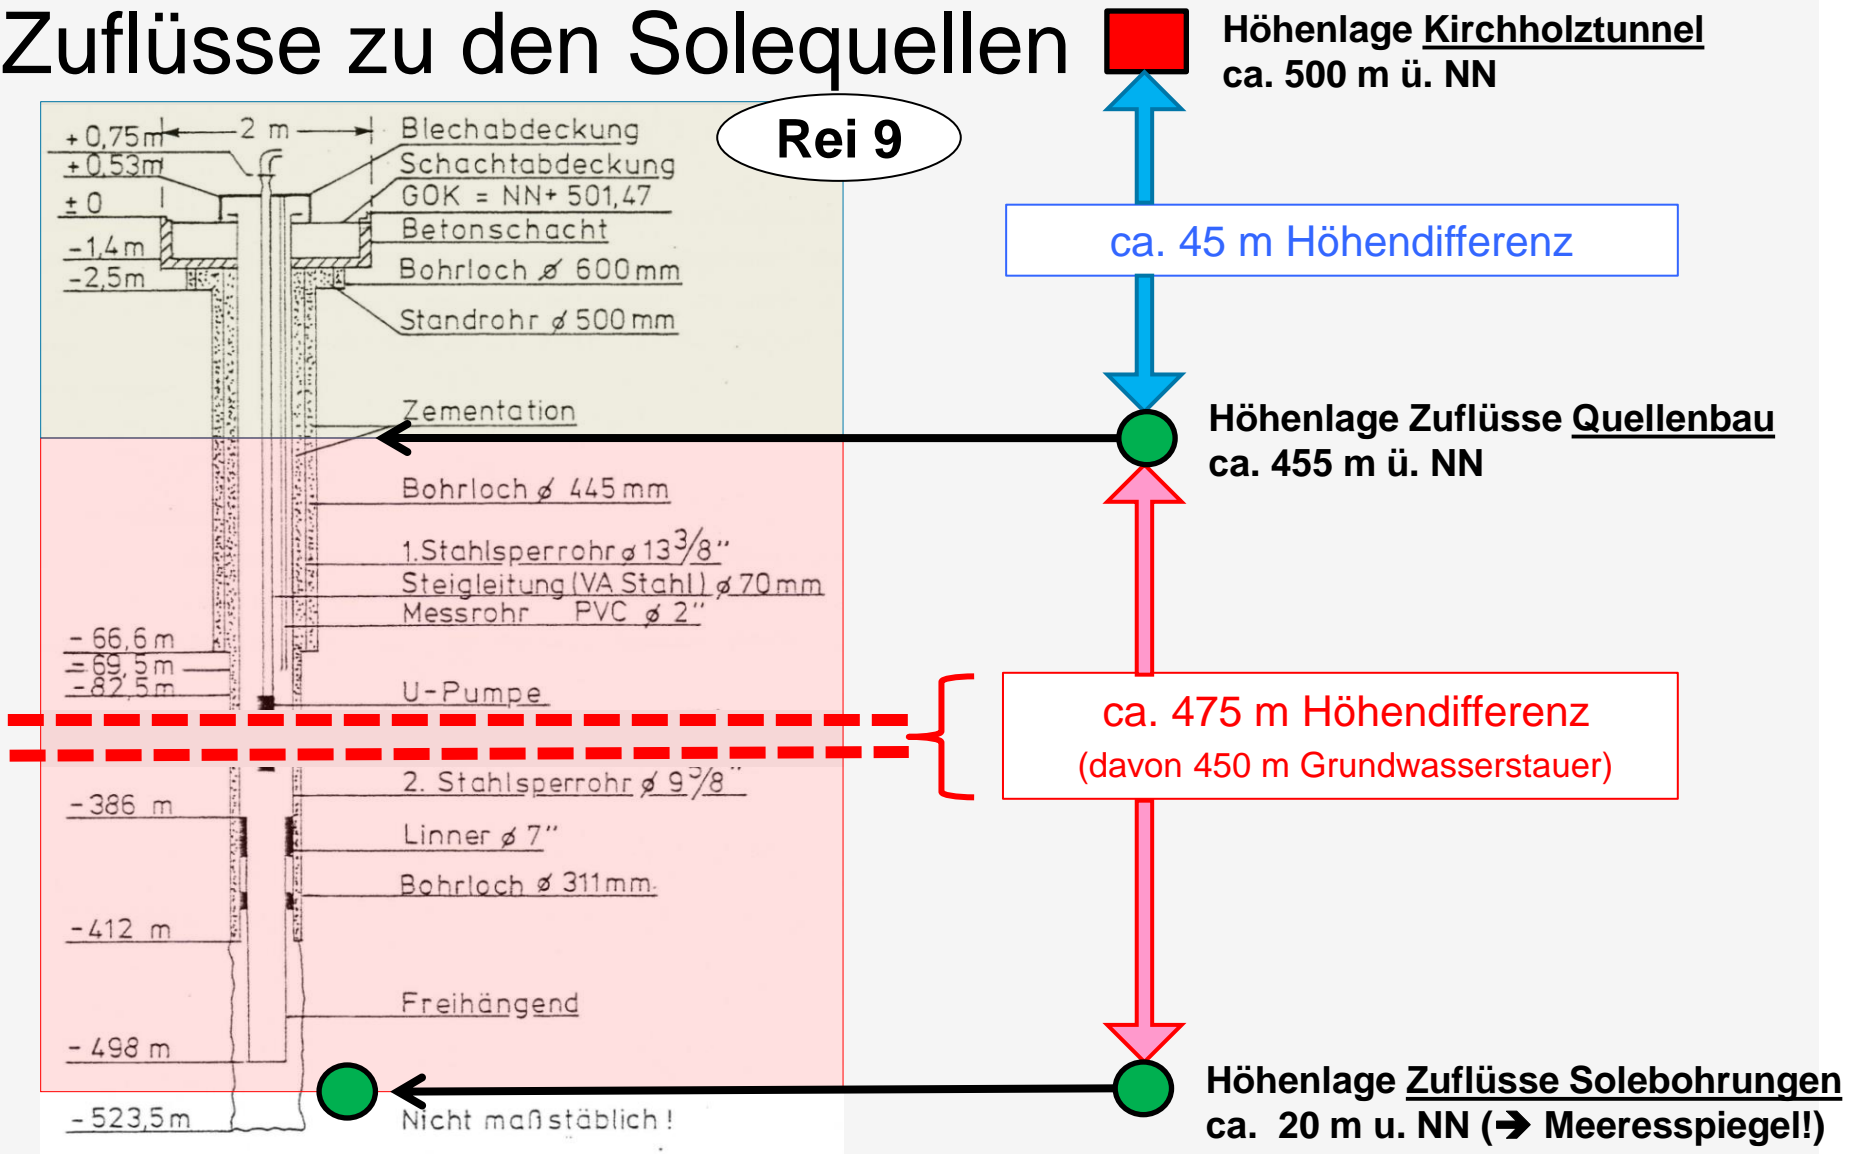 Zuflüsse zu den Solequellen
Höhenlage Kirchholztunnel
ca. 500 m ü. NN
Rei 9
+0,75m
2 m
Blechabdeckung
+0,53m
Schachtabdeckung
± 0
GOK = NN+ 501,47
Betonschacht
-1,4m
Bohrloch ⌀ 600mm
-2,5m
Standrohr ⌀ 500mm
ca. 45 m Höhendifferenz
Zementation
Höhenlage Zuflüsse Quellenbau
ca. 455 m ü. NN
Bohrloch ⌀ 445mm
1.Stahlsperrohr ⌀ 13 3/8"
Steigleitung (VA Stahl) ⌀ 70mm
Messrohr PVC ⌀ 2"
- 66,6m
- 69,5m
-82,5m
U-Pumpe
ca. 475 m Höhendifferenz
(davon 450 m Grundwasserstauer)
2. Stahlsperrohr ⌀ 9 5/8"
-386 m
Linner ⌀ 7"
Bohrloch ⌀ 311mm.
-412 m
Freihängend
- 498 m
Höhenlage Zuflüsse Solebohrungen
ca. 20 m u. NN (➔ Meeresspiegel!)
- 523,5m
Nicht maßstäblich !